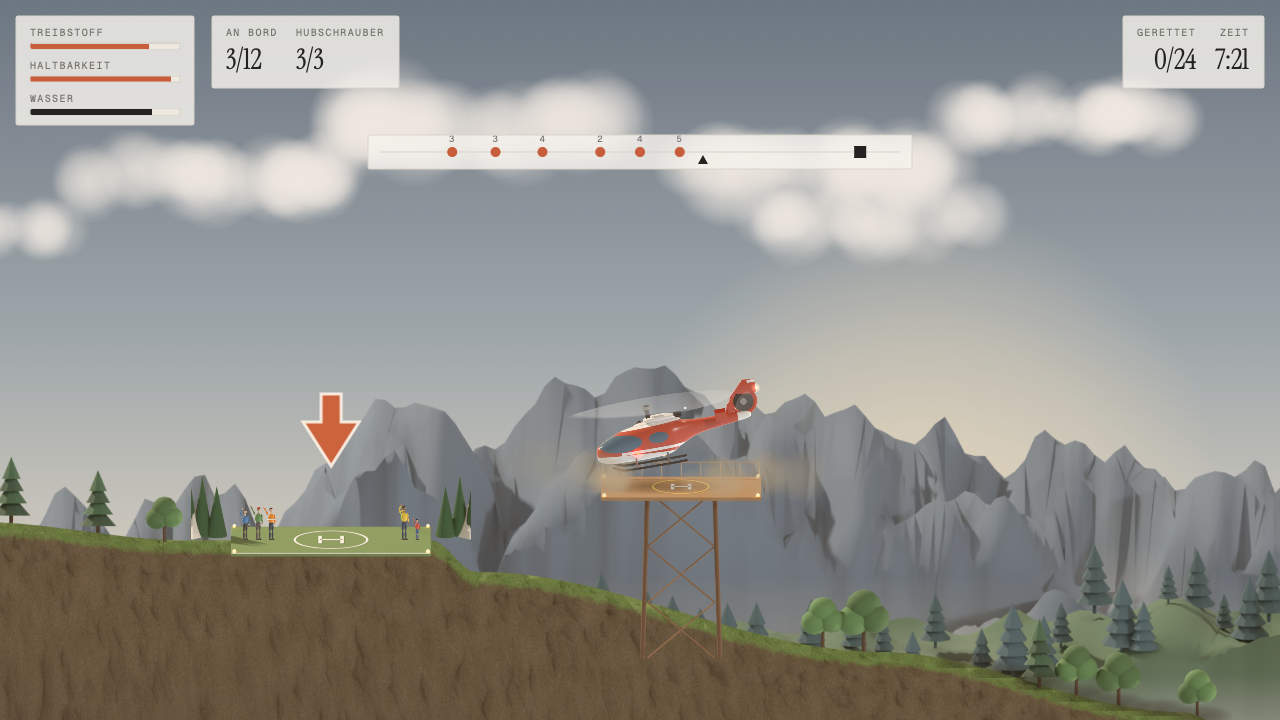 TREIBSTOFF
HALTBARKEIT
WASSER
AN BORD HUBSCHRAUBER
3/12 3/3
GERETTET ZEIT
0/24 7:21
3 3 4 2 4 5